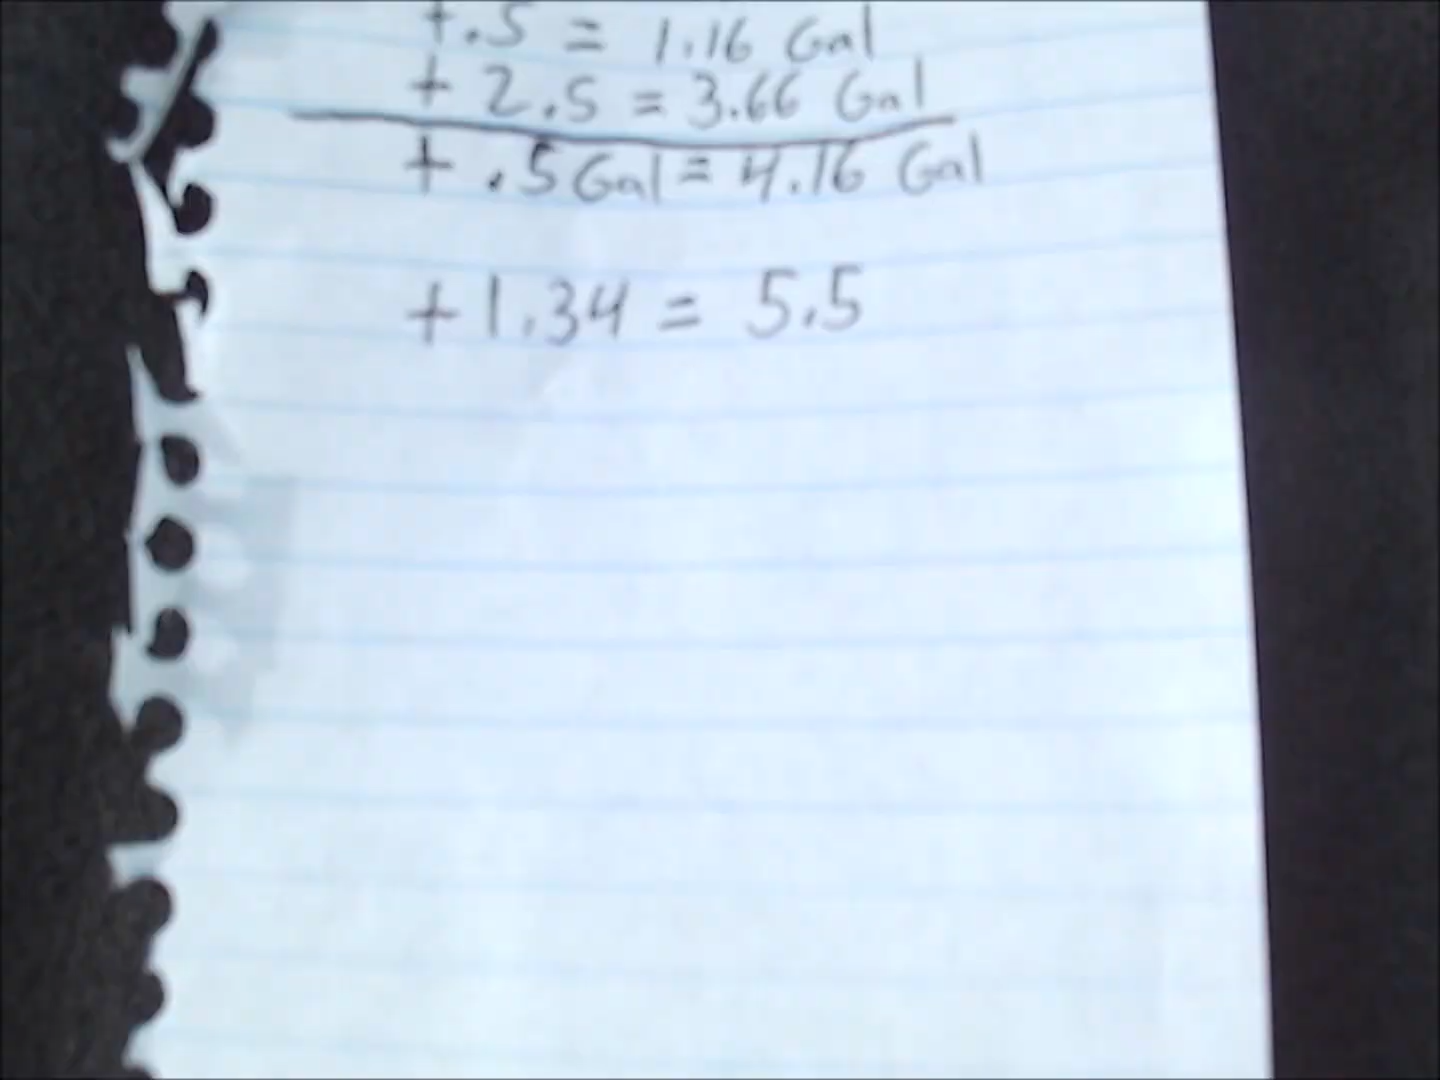 +.5 = 1.16 Gal
+ 2.5 = 3.66 Gal
+ .5 Gal = 4.16 Gal
+ 1.34 = 5.5